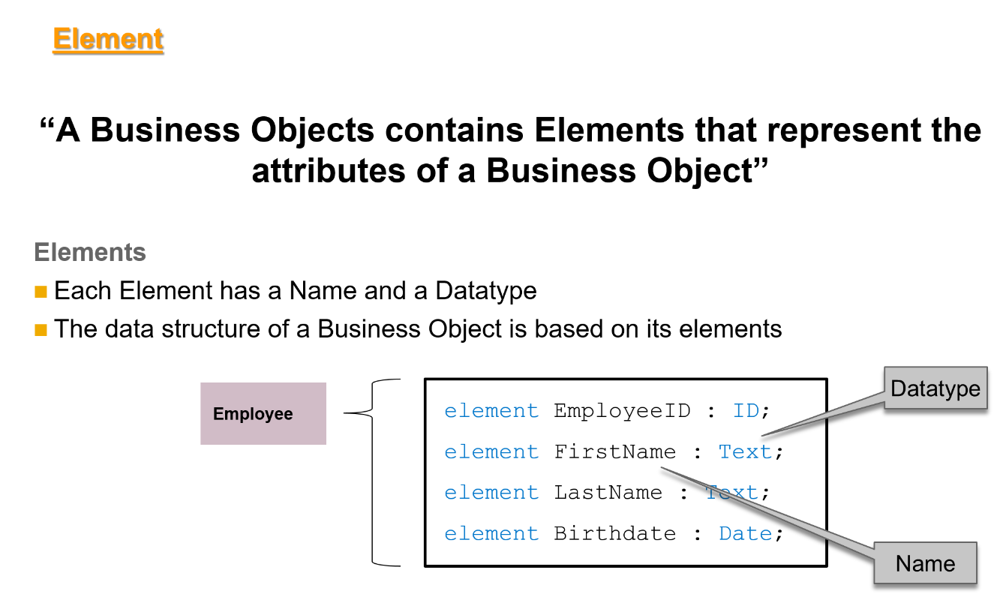 Element
“A Business Objects contains Elements that represent the
attributes of a Business Object”
Elements
Each Element has a Name and a Datatype
The data structure of a Business Object is based on its elements
Employee
element EmployeeID : ID;
element FirstName : Text;
element LastName : Text;
element Birthdate : Date;
Datatype
Name